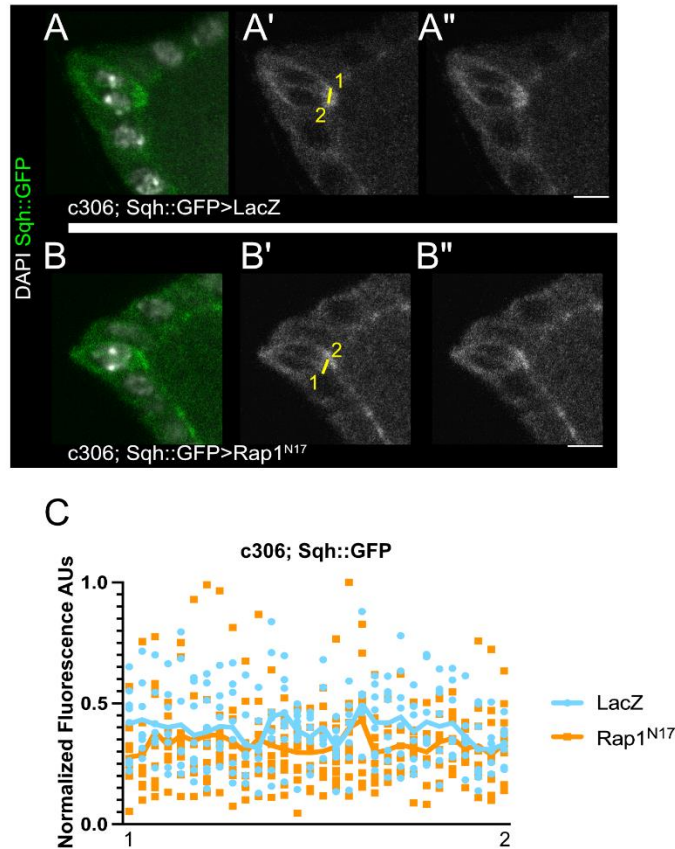 A
A'
A"
1
2
DAPI Sqh::GFP
c306; Sqh::GFP>LacZ
B
B'
B"
2
1
c306; Sqh::GFP>Rap1ᴺ¹⁷
C
c306; Sqh::GFP
Normalized Fluorescence AUs
1.0
0.5
0.0
1
2
LacZ
Rap1ᴺ¹⁷